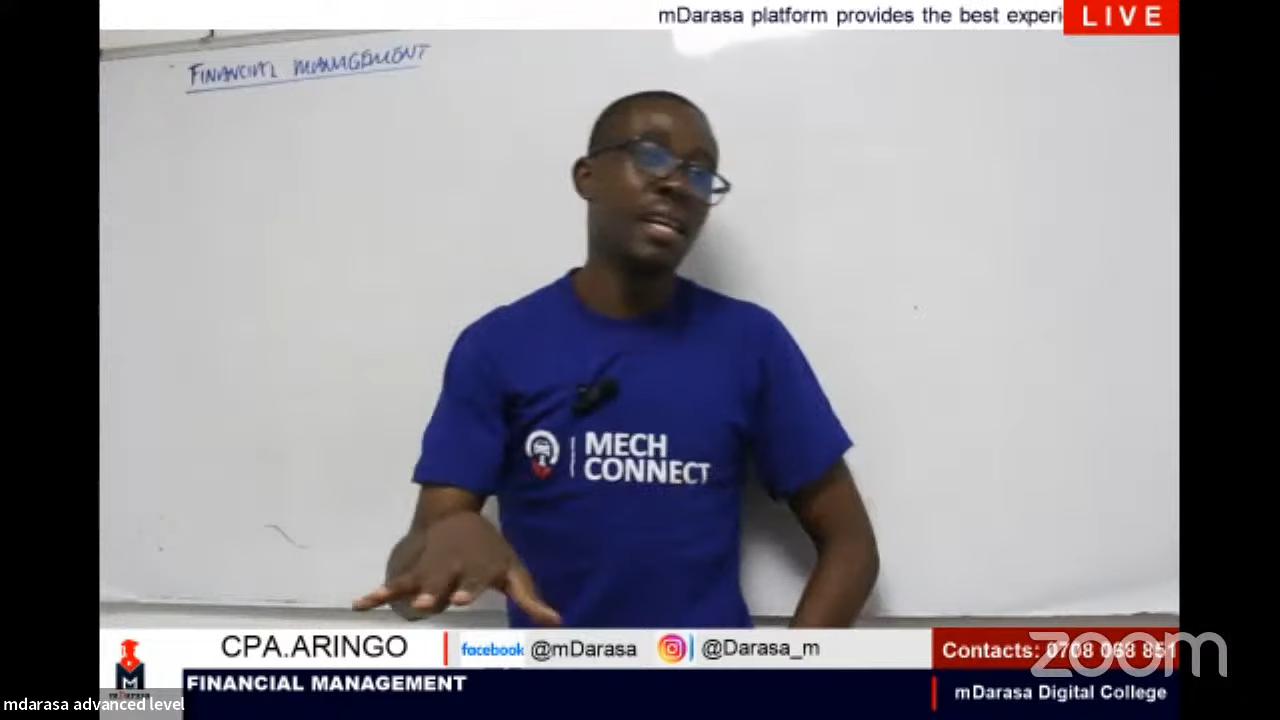 mDarasa platform provides the best experi
LIVE
FINANCIAL MANAGEMENT
MECH
CONNECT
CPA.ARINGO
facebook @mDarasa
@Darasa_m
Contacts: 0708 068 851
zoom
mDarasa
FINANCIAL MANAGEMENT
mDarasa Digital College
mdarasa advanced level